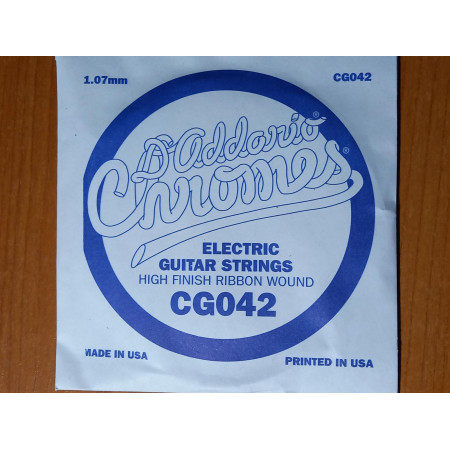 1.07mm
CG042
D'Addario®
Chromes®
ELECTRIC
GUITAR STRINGS
HIGH FINISH RIBBON WOUND
CG042
MADE IN USA
PRINTED IN USA